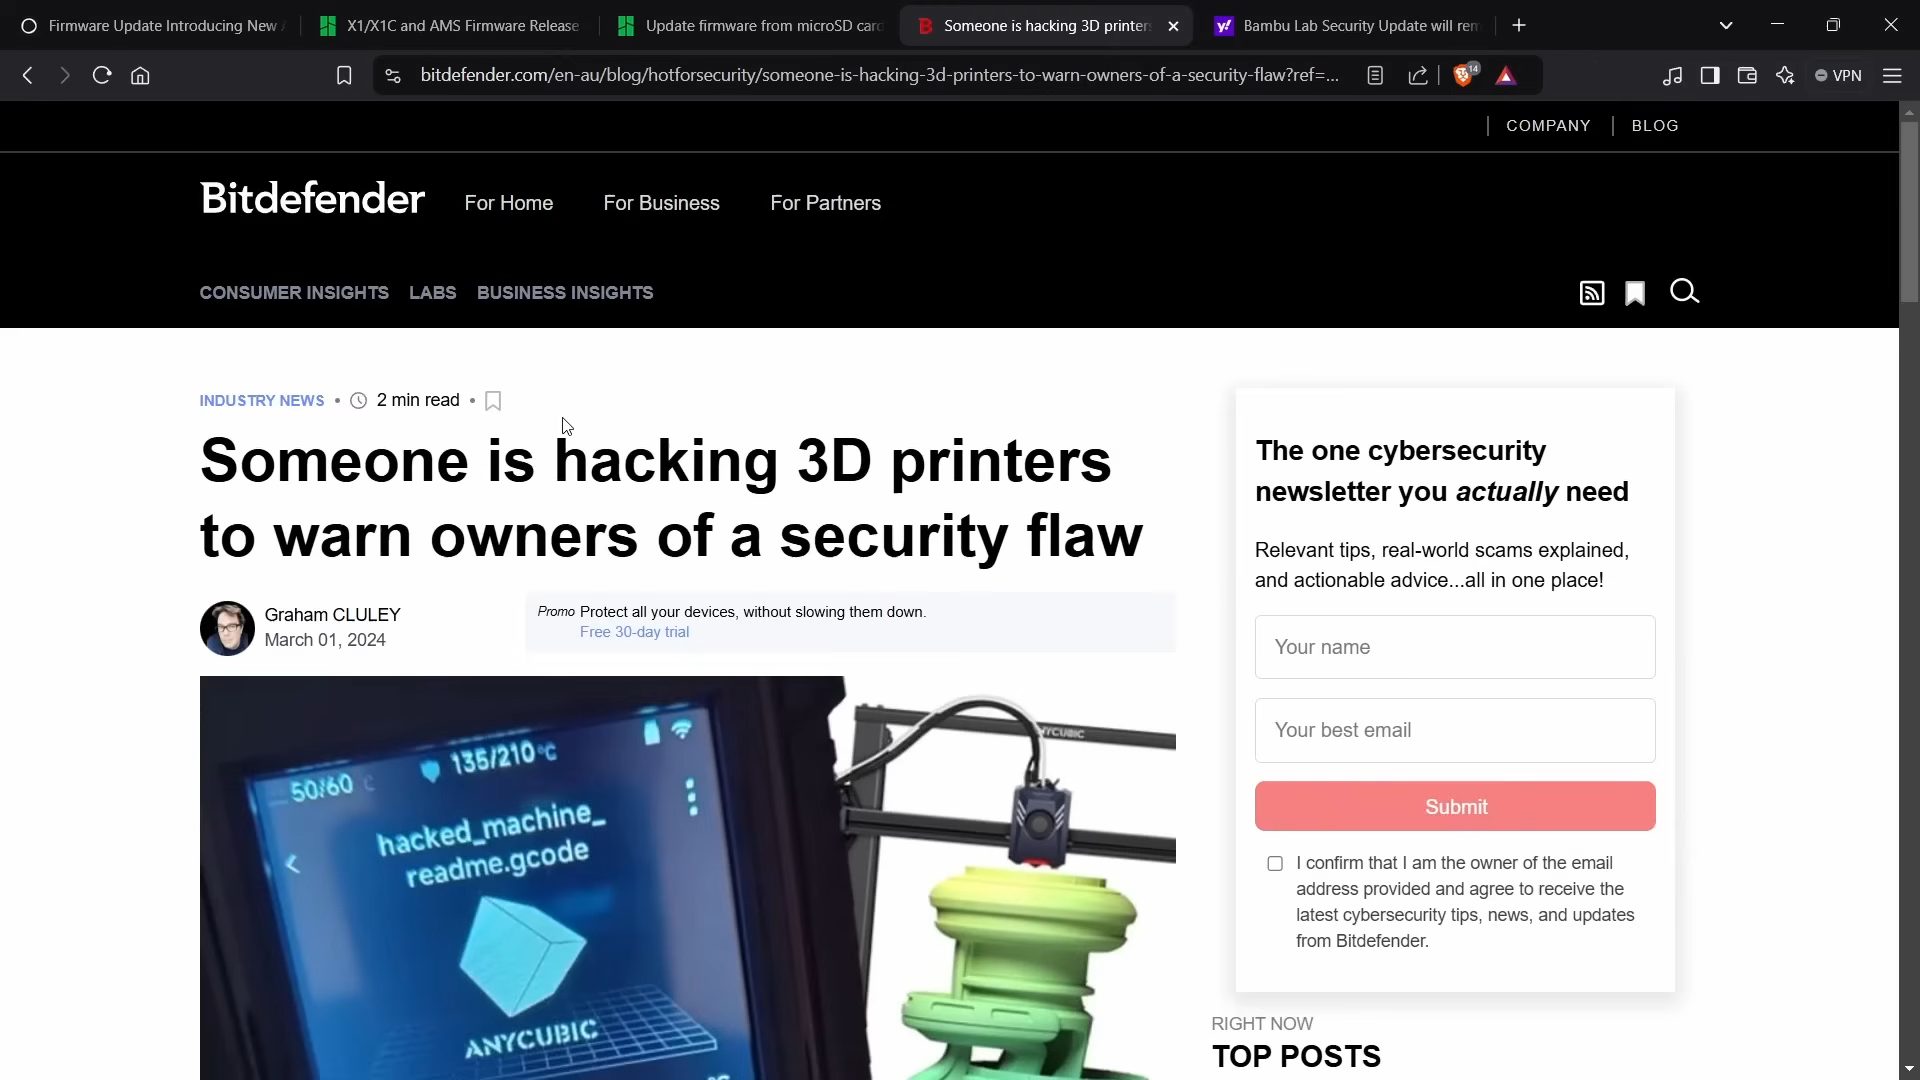 Firmware Update Introducing New
X1/X1C and AMS Firmware Release
Update firmware from microSD card
Someone is hacking 3D printers
Bambu Lab Security Update will rem
bitdefender.com/en-au/blog/hotforsecurity/someone-is-hacking-3d-printers-to-warn-owners-of-a-security-flaw?ref=...
14
VPN
COMPANY
BLOG
Bitdefender
For Home
For Business
For Partners
CONSUMER INSIGHTS
LABS
BUSINESS INSIGHTS
INDUSTRY NEWS • 2 min read •
Someone is hacking 3D printers
to warn owners of a security flaw
Graham CLULEY
March 01, 2024
Promo Protect all your devices, without slowing them down.
Free 30-day trial
50/60 °C
135/210°C
hacked_machine_
readme.gcode
ANYCUBIC
ANYCUBIC
The one cybersecurity
newsletter you actually need
Relevant tips, real-world scams explained,
and actionable advice...all in one place!
Your name
Your best email
Submit
I confirm that I am the owner of the email
address provided and agree to receive the
latest cybersecurity tips, news, and updates
from Bitdefender.
RIGHT NOW
TOP POSTS